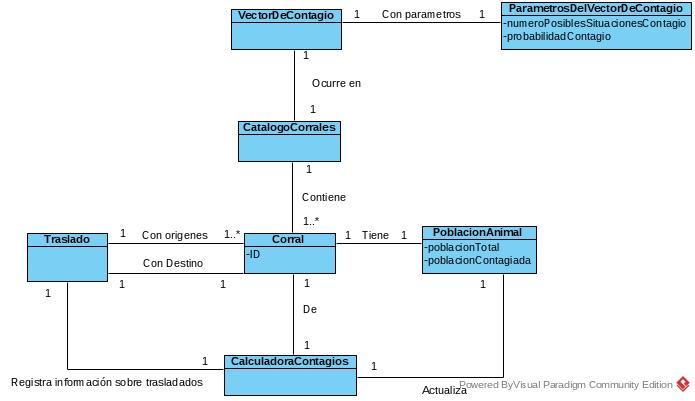 VectorDeContagio
1 Con parametros 1
ParametrosDelVectorDeContagio
-numeroPosiblesSituacionesContagio
-probabilidadContagio
1
Ocurre en
1
CatalogoCorrales
1
Contiene
1..*
Traslado
1 Con origenes 1..*
Corral
-ID
1 Tiene 1
PoblacionAnimal
-poblacionTotal
-poblacionContagiada
Con Destino
1 1
1
1
De
1
1
1
CalculadoraContagios
1
Registra información sobre trasladados
Actualiza
Powered ByVisual Paradigm Community Edition